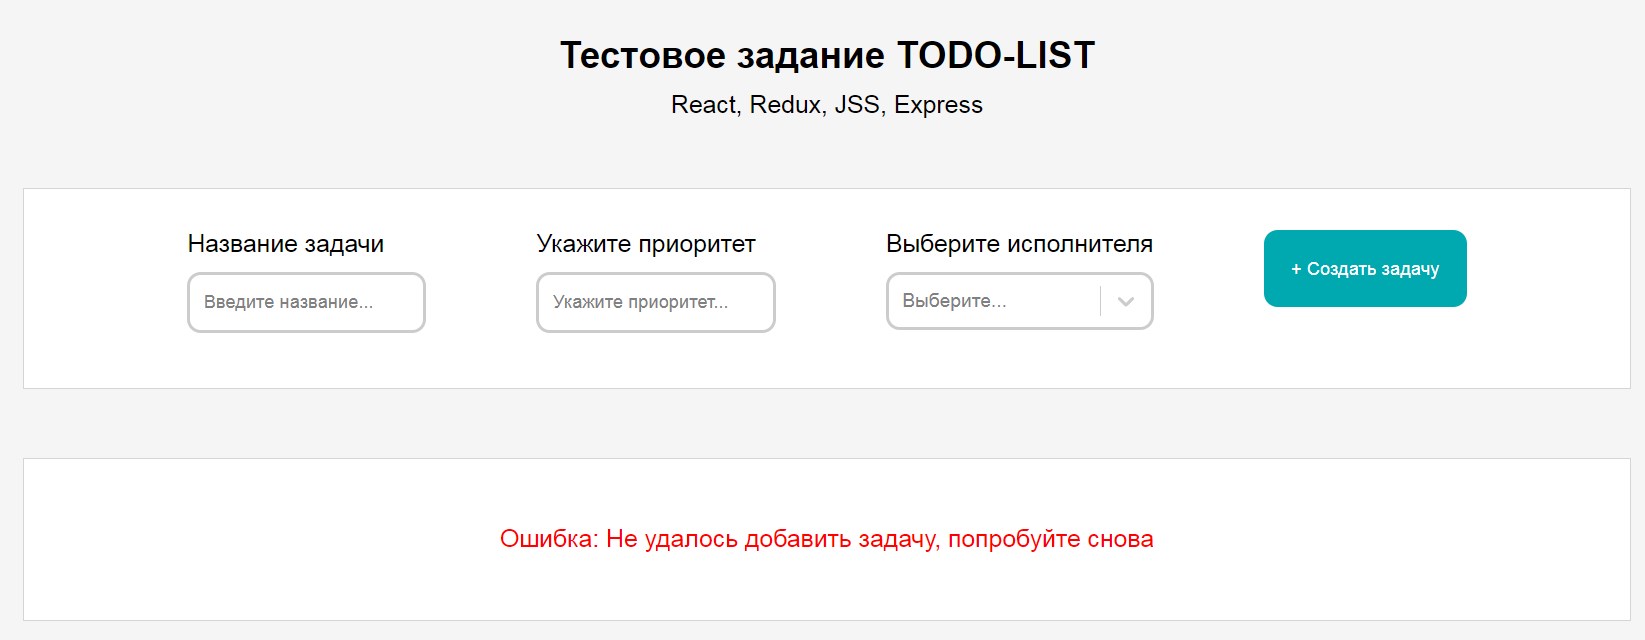 Тестовое задание TODO-LIST
React, Redux, JSS, Express
Название задачи
Введите название...
Укажите приоритет
Укажите приоритет...
Выберите исполнителя
Выберите...
+ Создать задачу
Ошибка: Не удалось добавить задачу, попробуйте снова